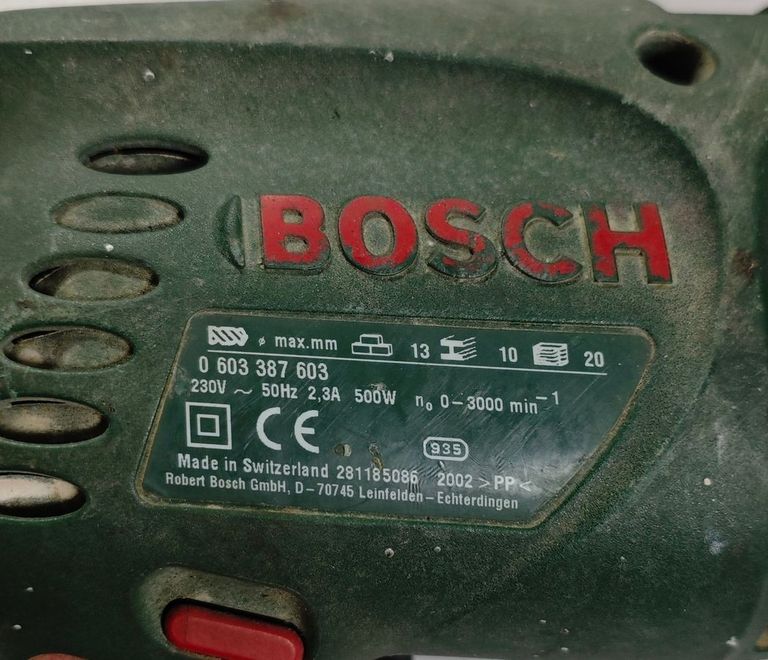 BOSCH
ø max.mm 13 10 20
0 603 387 603
230V ~ 50Hz 2,3A 500W n₀ 0-3000 min⁻¹
CE
935
Made in Switzerland 281185086 2002 >PP<
Robert Bosch GmbH, D-70745 Leinfelden-Echterdingen